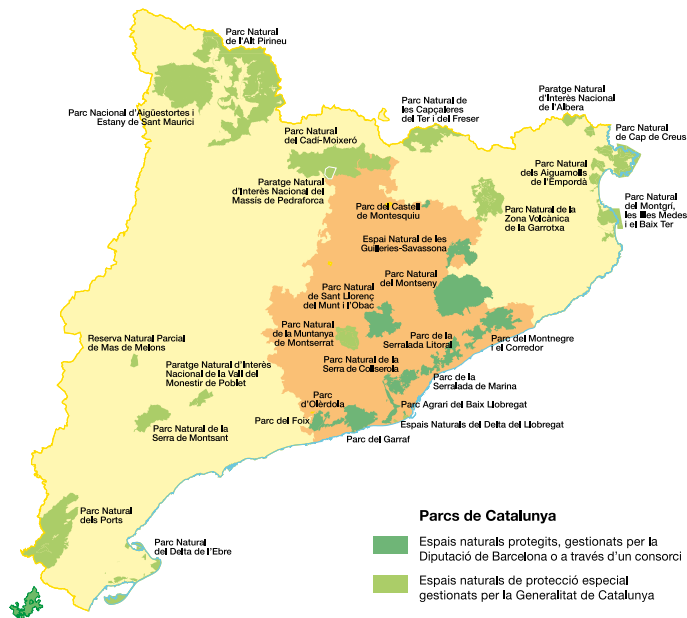 Parc Natural
de l'Alt Pirineu
Parc Nacional d'Aigüestortes i
Estany de Sant Maurici
Parc Natural de
les Capçaleres
del Ter i del Freser
Paratge Natural
d'Interès Nacional
de l'Albera
Parc Natural
de Cap de Creus
Parc Natural
del Cadí-Moixeró
Parc Natural
dels Aiguamolls
de l'Empordà
Paratge Natural
d'Interès Nacional del
Massís de Pedraforca
Parc del Castell
de Montesquiu
Parc Natural de la
Zona Volcànica
de la Garrotxa
Parc Natural
del Montgrí,
les Illes Medes
i el Baix Ter
Espai Natural de les
Guilleries-Savassona
Parc Natural
del Montseny
Parc Natural
de Sant Llorenç
del Munt i l'Obac
Parc Natural
de la Muntanya
de Montserrat
Parc de la
Serralada Litoral
Parc del Montnegre
i el Corredor
Reserva Natural Parcial
de Mas de Melons
Paratge Natural d'Interès
Nacional de la Vall del
Monestir de Poblet
Parc Natural de la
Serra de Collserola
Parc de la
Serralada de Marina
Parc
d'Olèrdola
Parc Agrari del Baix Llobregat
Parc del Foix
Espais Naturals del Delta del Llobregat
Parc Natural de la
Serra de Montsant
Parc del Garraf
Parc Natural
dels Ports
Parc Natural
del Delta de l'Ebre
Parcs de Catalunya
Espais naturals protegits, gestionats per la
Diputació de Barcelona o a través d'un consorci
Espais naturals de protecció especial
gestionats per la Generalitat de Catalunya